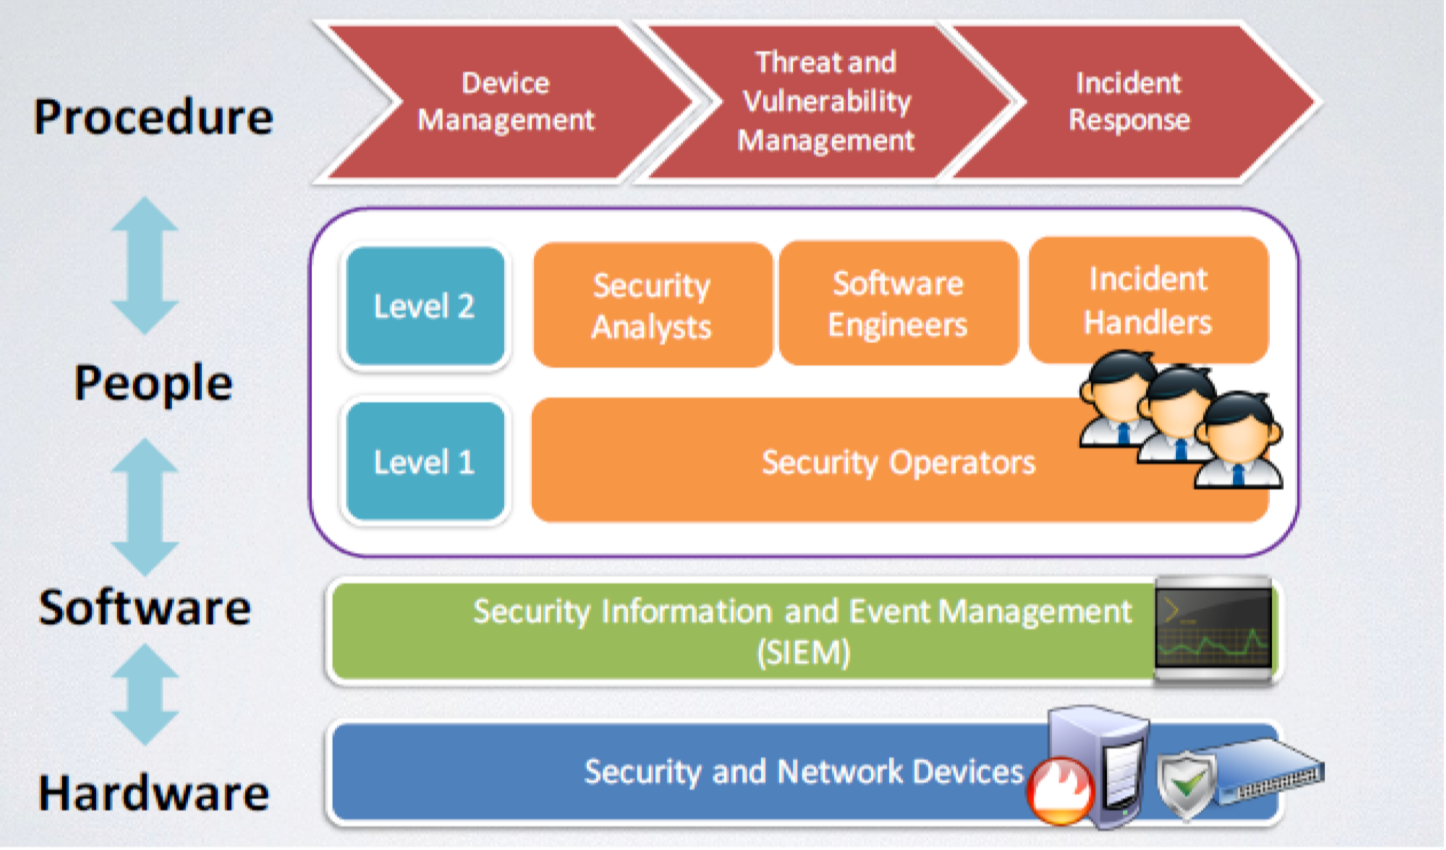 Procedure
Device
Management
Threat and
Vulnerability
Management
Incident
Response
People
Level 2
Security
Analysts
Software
Engineers
Incident
Handlers
Level 1
Security Operators
Software
Security Information and Event Management
(SIEM)
Hardware
Security and Network Devices